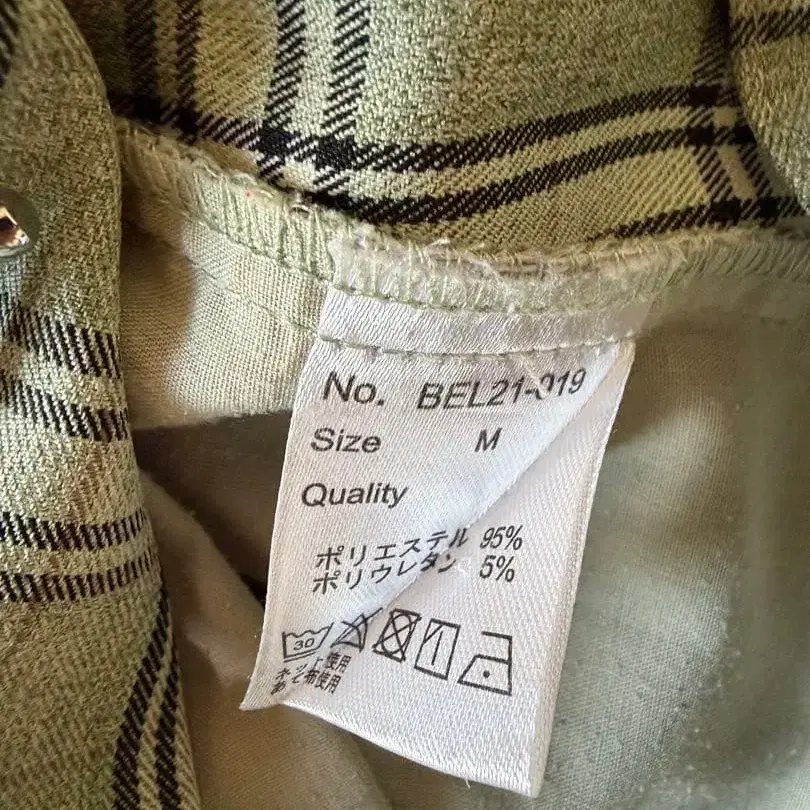 No. BEL21-019
Size M
Quality
ポリエステル 95%
ポリウレタン 5%
30
ネット使用
あて布使用